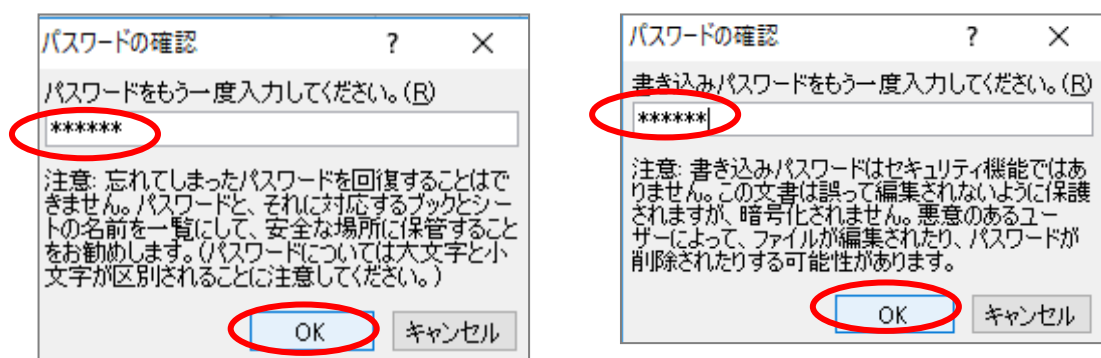 パスワードの確認 ? ×
パスワードをもう一度入力してください。(R)
******
注意: 忘れてしまったパスワードを回復することはで
きません。パスワードと、それに対応するブックとシー
トの名前を一覧にして、安全な場所に保管すること
をお勧めします。(パスワードについては大文字と小
文字が区別されることに注意してください。)
OK キャンセル
パスワードの確認 ? ×
書き込みパスワードをもう一度入力してください。(R)
******
注意: 書き込みパスワードはセキュリティ機能ではあ
りません。この文書は誤って編集されないように保護
されますが、暗号化されません。悪意のあるユー
ザーによって、ファイルが編集されたり、パスワードが
削除されたりする可能性があります。
OK キャンセル